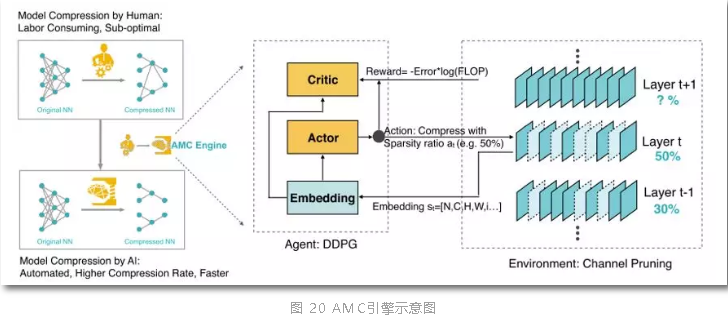 Model Compression by Human:
Labor Consuming, Sub-optimal
Original NN
Compressed NN
AMC Engine
Original NN
Compressed NN
Model Compression by AI:
Automated, Higher Compression Rate, Faster
Critic
Actor
Embedding
Agent: DDPG
Reward= -Error*log(FLOP)
Action: Compress with
Sparsity ratio at (e.g. 50%)
Embedding st=[N,C,H,W,i…]
Layer t+1
? %
Layer t
50%
Layer t-1
30%
Environment: Channel Pruning
图 20 AMC引擎示意图